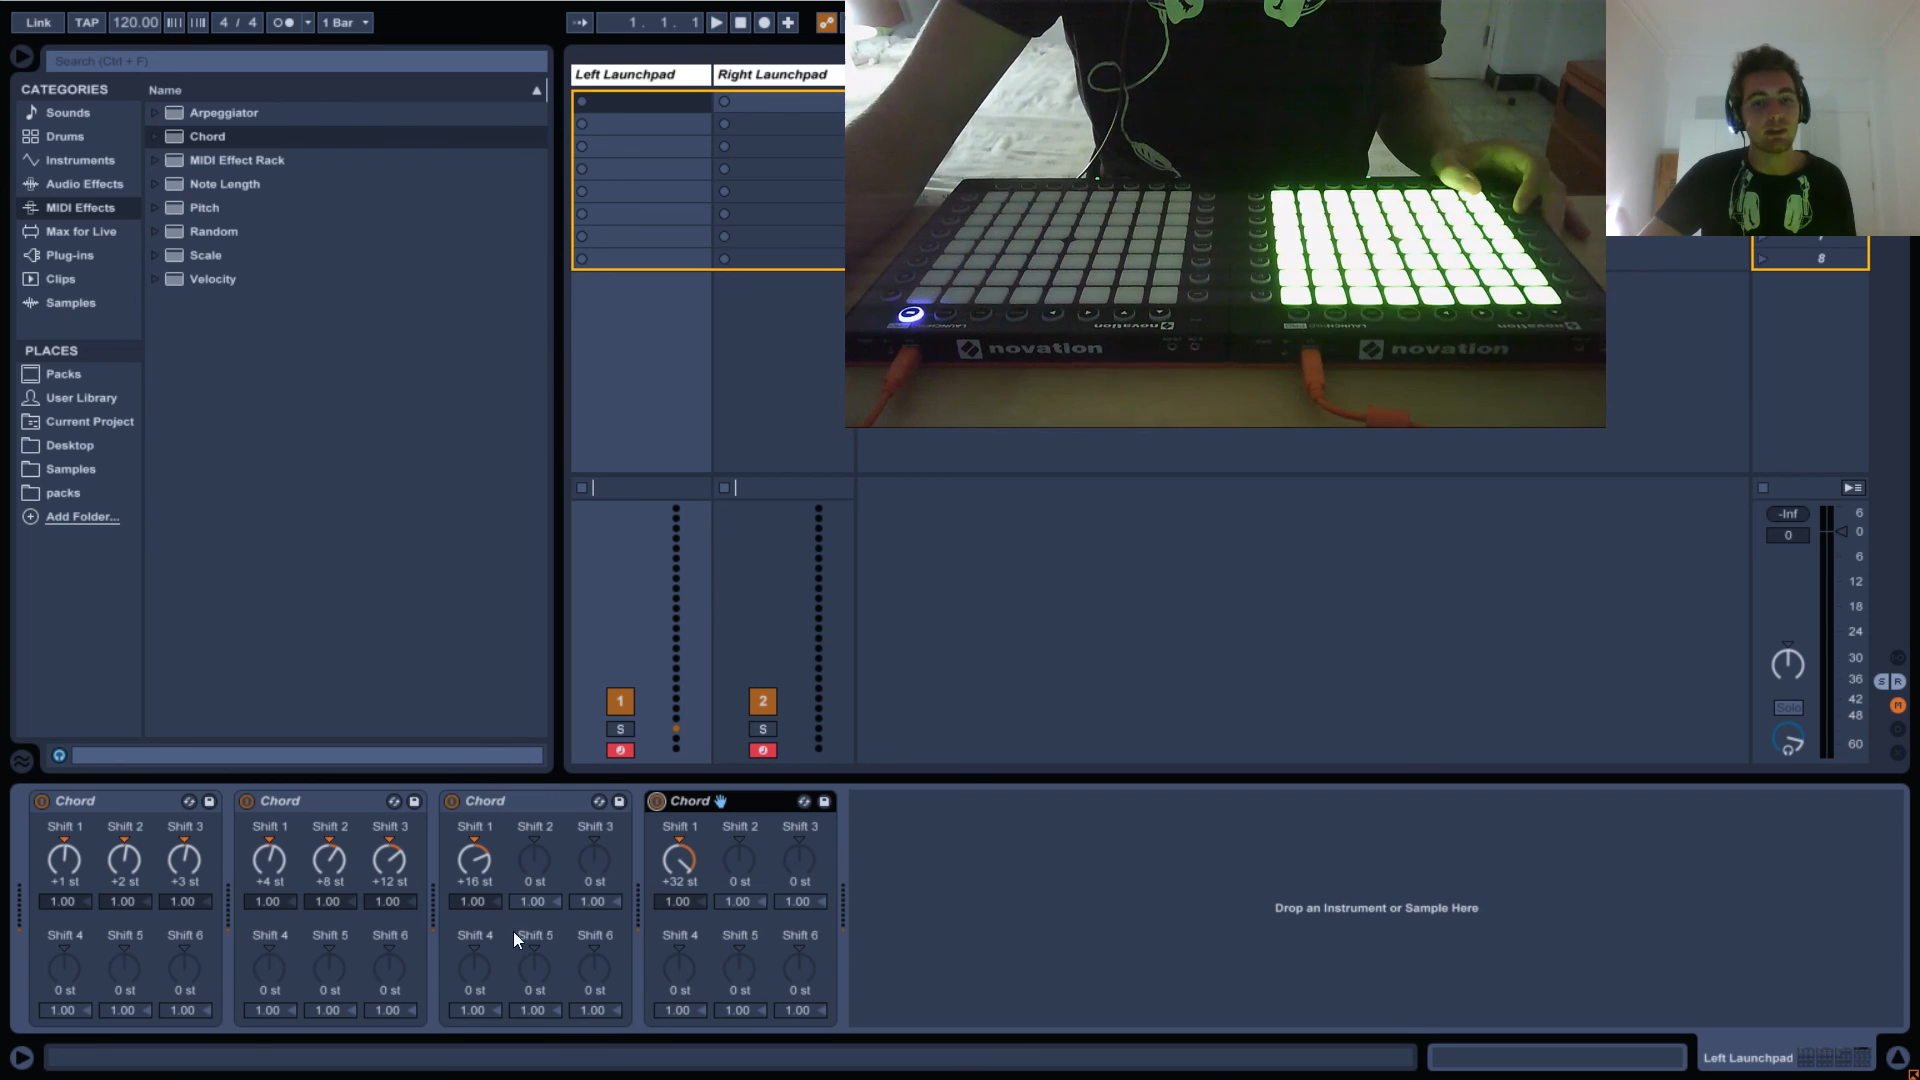 Link TAP 120.00 4 / 4 1 Bar 1. 1. 1
Search (Ctrl + F)
CATEGORIES
Sounds
Drums
Instruments
Audio Effects
MIDI Effects
Max for Live
Plug-ins
Clips
Samples
PLACES
Packs
User Library
Current Project
Desktop
Samples
packs
Add Folder...
Name
Arpeggiator
Chord
MIDI Effect Rack
Note Length
Pitch
Random
Scale
Velocity
Left Launchpad Right Launchpad
novation novation
8
-Inf 6
0 0
6
12
18
24
30
36
42
48
60
Solo
S R
M
1 2
S S
Chord Chord Chord Chord
Shift 1 Shift 2 Shift 3 Shift 1 Shift 2 Shift 3 Shift 1 Shift 2 Shift 3 Shift 1 Shift 2 Shift 3
+1 st +2 st +3 st +4 st +8 st +12 st +16 st 0 st 0 st +32 st 0 st 0 st
1.00 1.00 1.00 1.00 1.00 1.00 1.00 1.00 1.00 1.00 1.00 1.00
Shift 4 Shift 5 Shift 6 Shift 4 Shift 5 Shift 6 Shift 4 Shift 5 Shift 6 Shift 4 Shift 5 Shift 6
0 st 0 st 0 st 0 st 0 st 0 st 0 st 0 st 0 st 0 st 0 st 0 st
1.00 1.00 1.00 1.00 1.00 1.00 1.00 1.00 1.00 1.00 1.00 1.00
Drop an Instrument or Sample Here
Left Launchpad